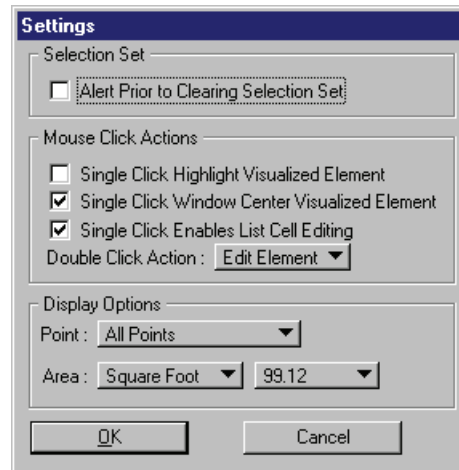 Settings
Selection Set
Alert Prior to Clearing Selection Set
Mouse Click Actions
Single Click Highlight Visualized Element
Single Click Window Center Visualized Element
Single Click Enables List Cell Editing
Double Click Action : Edit Element
Display Options
Point : All Points
Area : Square Foot 99.12
OK Cancel